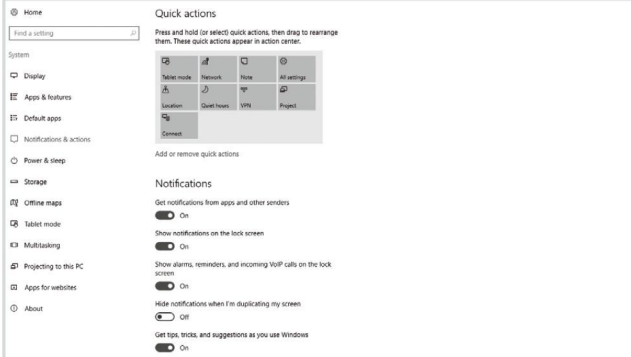 Home
Find a setting
System
Display
Apps & features
Default apps
Notifications & actions
Power & sleep
Storage
Offline maps
Tablet mode
Multitasking
Projecting to this PC
Apps for websites
About
Quick actions
Press and hold (or select) quick actions, then drag to rearrange
them. These quick actions appear in action center.
Tablet mode
Network
Note
All settings
Location
Quiet hours
VPN
Project
Connect
Add or remove quick actions
Notifications
Get notifications from apps and other senders
On
Show notifications on the lock screen
On
Show alarms, reminders, and incoming VoIP calls on the lock
screen
On
Hide notifications when I'm duplicating my screen
Off
Get tips, tricks, and suggestions as you use Windows
On